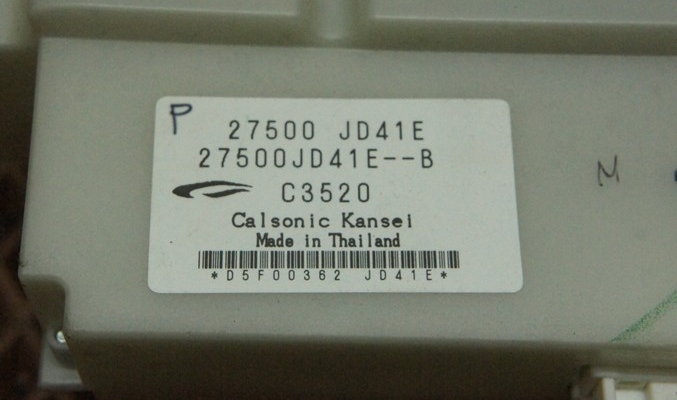 P
27500 JD41E
27500JD41E--B
C3520
Calsonic Kansei
Made in Thailand
*D5F00362 JD41E*
M